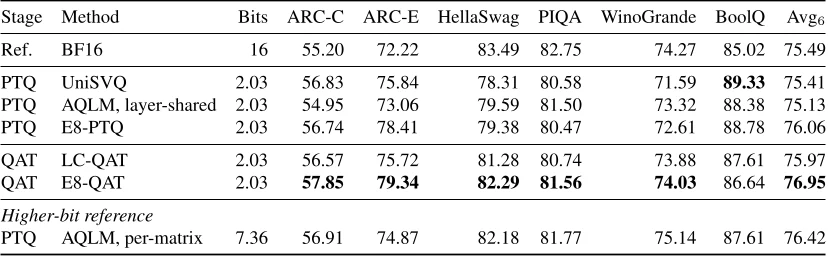 Stage Method Bits ARC-C ARC-E HellaSwag PIQA WinoGrande BoolQ Avg₆
Ref. BF16 16 55.20 72.22 83.49 82.75 74.27 85.02 75.49
PTQ UniSVQ 2.03 56.83 75.84 78.31 80.58 71.59 89.33 75.41
PTQ AQLM, layer-shared 2.03 54.95 73.06 79.59 81.50 73.32 88.38 75.13
PTQ E8-PTQ 2.03 56.74 78.41 79.38 80.47 72.61 88.78 76.06
QAT LC-QAT 2.03 56.57 75.72 81.28 80.74 73.88 87.61 75.97
QAT E8-QAT 2.03 57.85 79.34 82.29 81.56 74.03 86.64 76.95
Higher-bit reference
PTQ AQLM, per-matrix 7.36 56.91 74.87 82.18 81.77 75.14 87.61 76.42